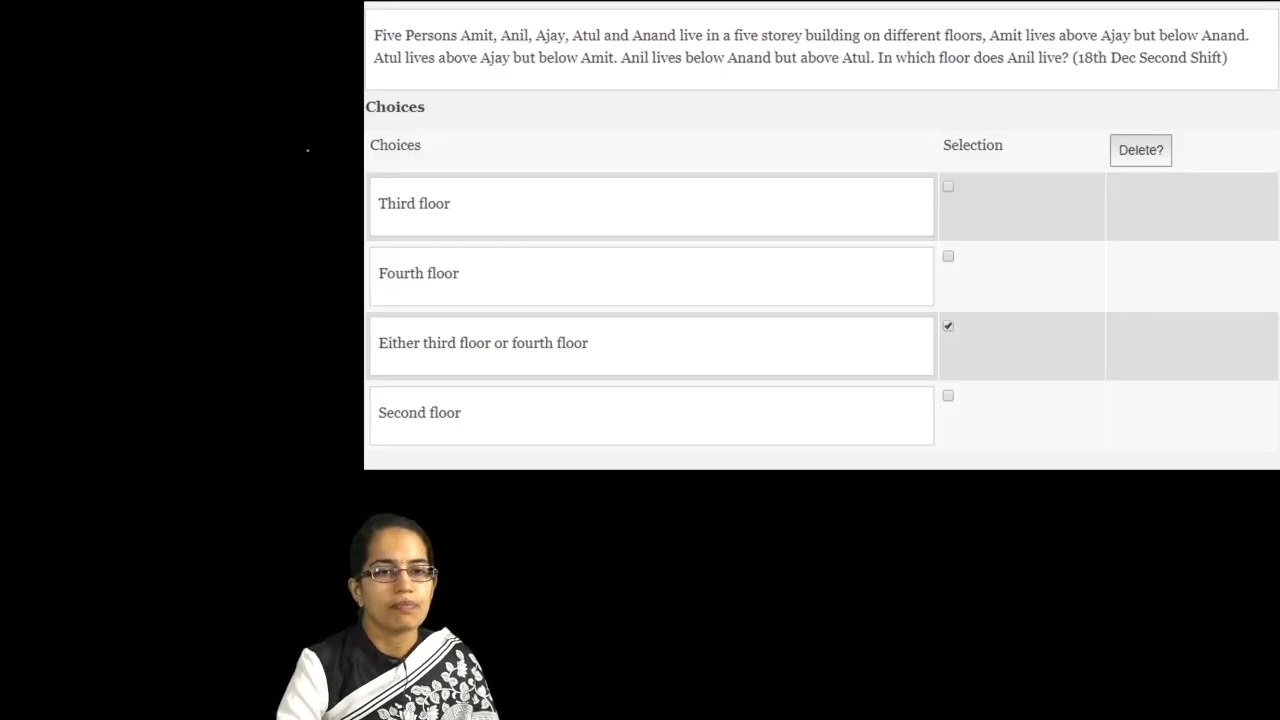 Five Persons Amit, Anil, Ajay, Atul and Anand live in a five storey building on different floors, Amit lives above Ajay but below Anand.
Atul lives above Ajay but below Amit. Anil lives below Anand but above Atul. In which floor does Anil live? (18th Dec Second Shift)
Choices
Choices Selection Delete?
Third floor
Fourth floor
Either third floor or fourth floor
Second floor